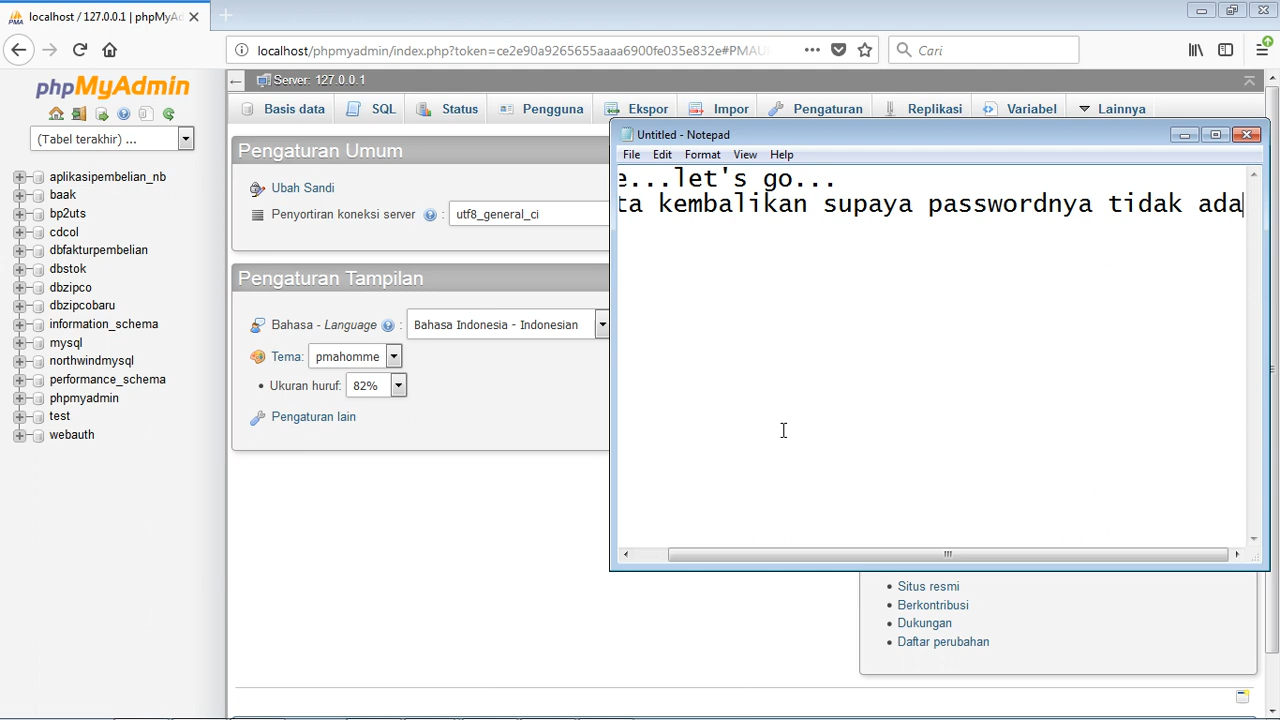 localhost / 127.0.0.1 | phpMyAd
localhost/phpmyadmin/index.php?token=ce2e90a9265655aaaa6900fe035e832e#PMAU
Cari
phpMyAdmin
(Tabel terakhir) ...
aplikasipembelian_nb
baak
bp2uts
cdcol
dbfakturpembelian
dbstok
dbzipco
dbzipcobaru
information_schema
mysql
northwindmysql
performance_schema
phpmyadmin
test
webauth
Server: 127.0.0.1
Basis data SQL Status Pengguna Ekspor Impor Pengaturan Replikasi Variabel Lainnya
Pengaturan Umum
Ubah Sandi
Penyortiran koneksi server : utf8_general_ci
Pengaturan Tampilan
Bahasa - Language : Bahasa Indonesia - Indonesian
Tema: pmahomme
Ukuran huruf: 82%
Pengaturan lain
Untitled - Notepad
File Edit Format View Help
e...let's go...
ta kembalikan supaya passwordnya tidak ada
Situs resmi
Berkontribusi
Dukungan
Daftar perubahan